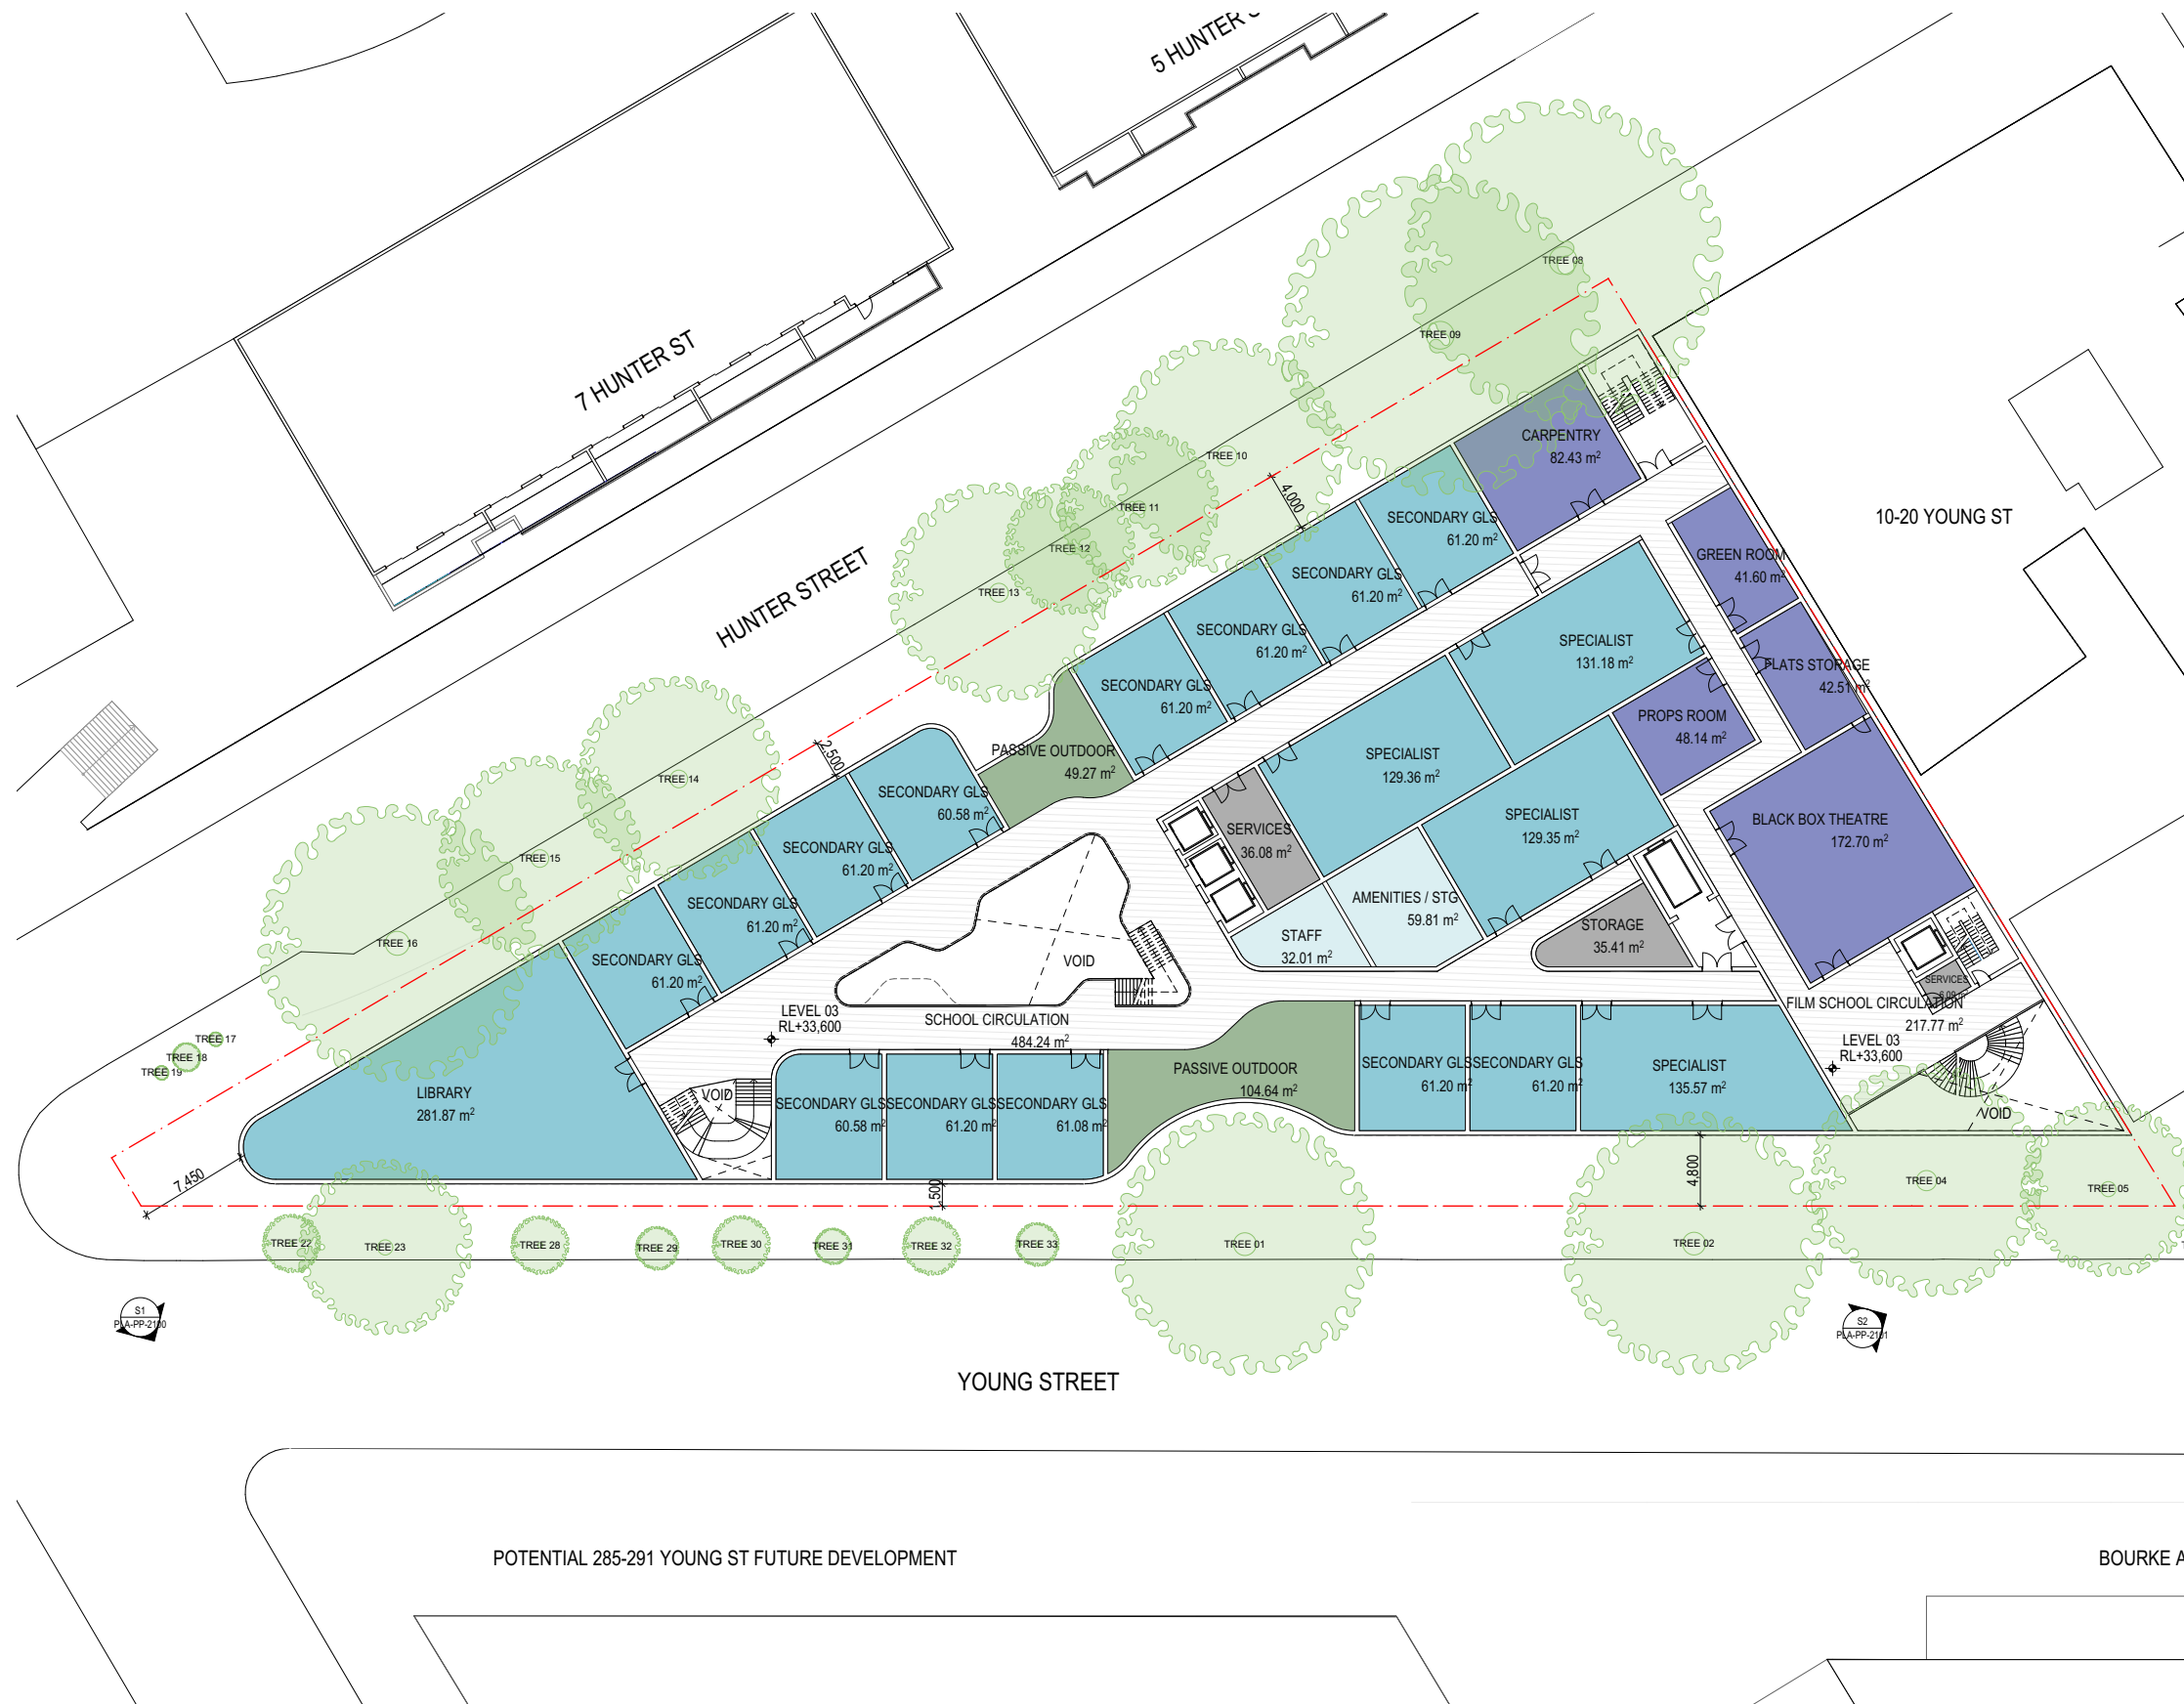 5 HUNTER
7 HUNTER ST
HUNTER STREET
TREE 08
TREE 09
TREE 10
TREE 11
TREE 12
TREE 13
TREE 14
TREE 15
TREE 16
TREE 17
TREE 18
TREE 19
4,000
2,500
10-20 YOUNG ST
CARPENTRY
82.43 m²
SECONDARY GLS
61.20 m²
SECONDARY GLS
61.20 m²
SECONDARY GLS
61.20 m²
SECONDARY GLS
61.20 m²
GREEN ROOM
41.60 m²
FLATS STORAGE
42.51 m²
SPECIALIST
131.18 m²
PROPS ROOM
48.14 m²
SPECIALIST
129.36 m²
SPECIALIST
129.35 m²
BLACK BOX THEATRE
172.70 m²
PASSIVE OUTDOOR
49.27 m²
SECONDARY GLS
60.58 m²
SECONDARY GLS
61.20 m²
SECONDARY GLS
61.20 m²
SECONDARY GLS
61.20 m²
SERVICES
36.08 m²
AMENITIES / STG
59.81 m²
STAFF
32.01 m²
STORAGE
35.41 m²
VOID
SERVICES
FILM SCHOOL CIRCULATION
217.77 m²
LEVEL 03
RL+33,600
SCHOOL CIRCULATION
484.24 m²
LEVEL 03
RL+33,600
LIBRARY
281.87 m²
VOID
SECONDARY GLS
60.58 m²
SECONDARY GLS
61.20 m²
SECONDARY GLS
61.08 m²
PASSIVE OUTDOOR
104.64 m²
SECONDARY GLS
61.20 m²
SECONDARY GLS
61.20 m²
SPECIALIST
135.57 m²
VOID
7,450
1,500
4,800
TREE 22
TREE 23
TREE 28
TREE 29
TREE 30
TREE 31
TREE 32
TREE 33
TREE 01
TREE 02
TREE 04
TREE 05
S1
PLA-PP-2100
S2
PLA-PP-2101
YOUNG STREET
POTENTIAL 285-291 YOUNG ST FUTURE DEVELOPMENT
BOURKE